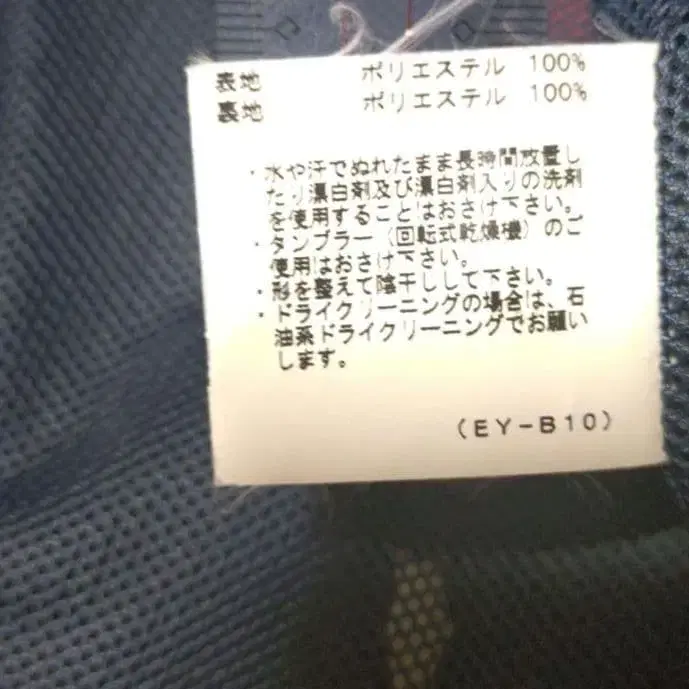 表地 ポリエステル 100%
裏地 ポリエステル 100%
・水や汗でぬれたまま長時間放置し
たり漂白剤及び漂白剤入りの洗剤
を使用することはおさけ下さい。
・タンブラー（回転式乾燥機）のご
使用はおさけ下さい。
・形を整えて陰干しして下さい。
・ドライクリーニングの場合は、石
油系ドライクリーニングでお願い
します。
(EY-B10)